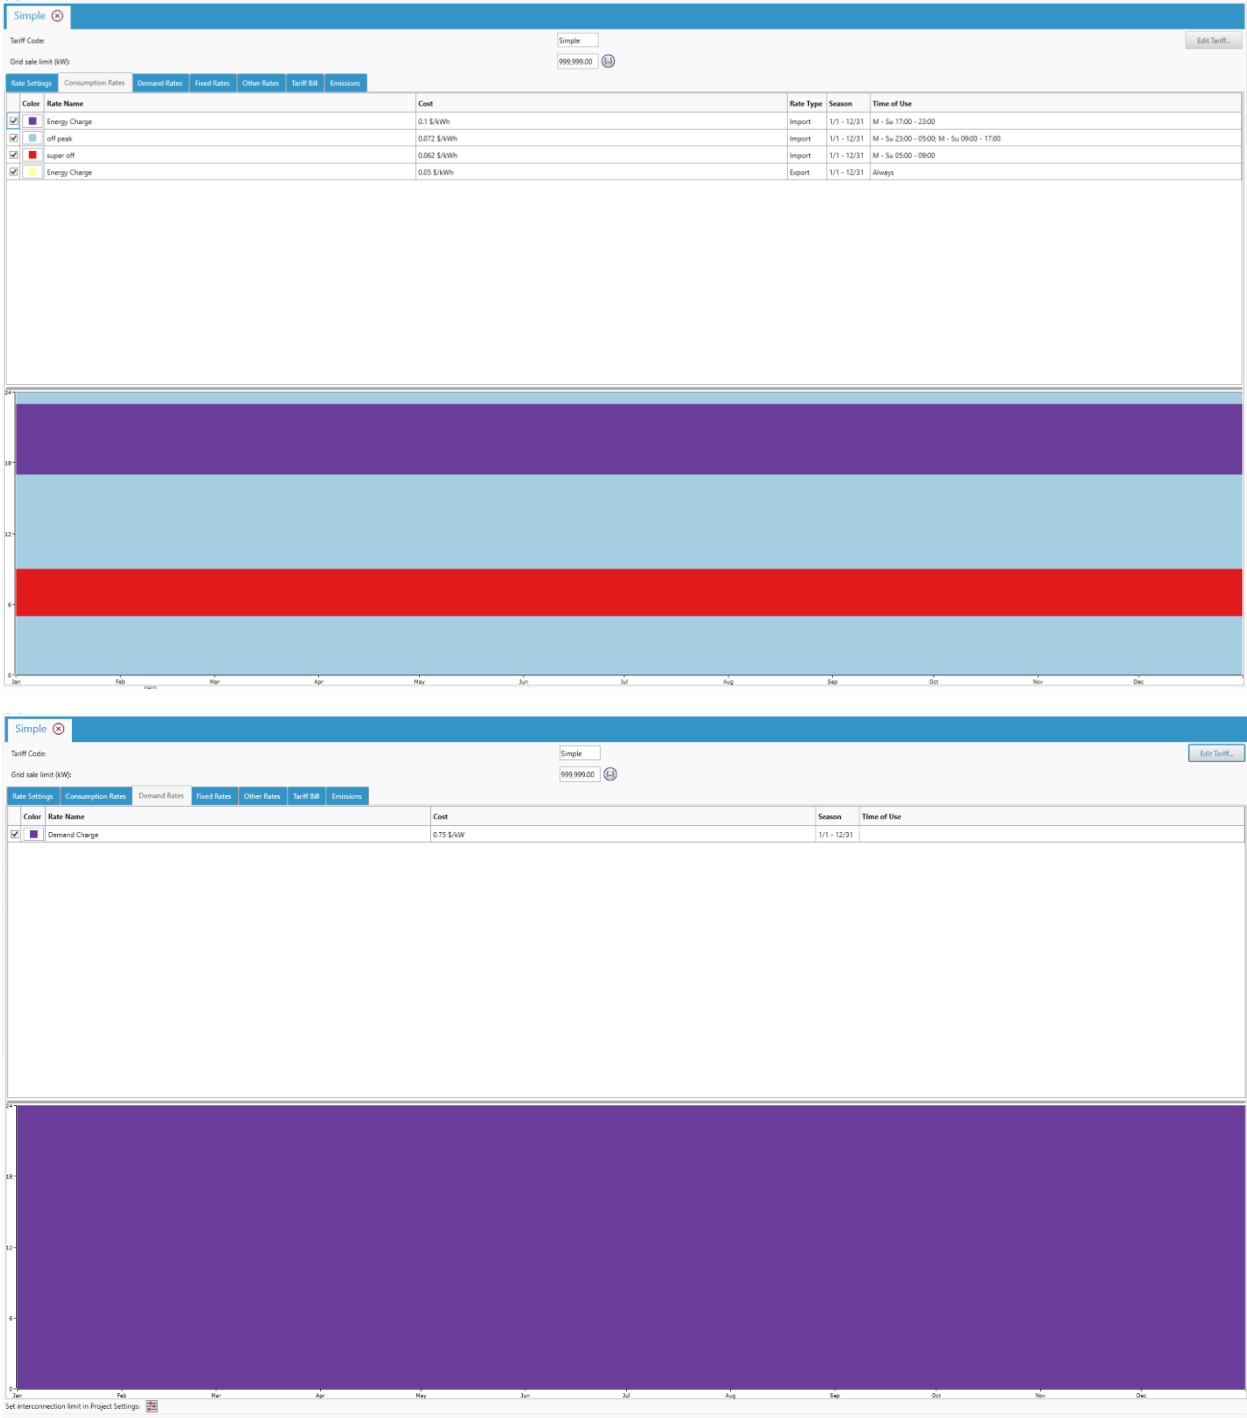 Simple
Tariff Code: Simple Edit Tariff...
Grid sale limit (kW): 999,999.00 (..)
Rate Settings Consumption Rates Demand Rates Fixed Rates Other Rates Tariff Bill Emissions
Color Rate Name Cost Rate Type Season Time of Use
Energy Charge 0.1 $/kWh Import 1/1 - 12/31 M - Su 17:00 - 23:00
off peak 0.072 $/kWh Import 1/1 - 12/31 M - Su 23:00 - 05:00; M - Su 09:00 - 17:00
super off 0.062 $/kWh Import 1/1 - 12/31 M - Su 05:00 - 09:00
Energy Charge 0.05 $/kWh Export 1/1 - 12/31 Always
24
18
12
6
0
Jan Feb Mar Apr May Jun Jul Aug Sep Oct Nov Dec
Simple
Tariff Code: Simple Edit Tariff...
Grid sale limit (kW): 999,999.00 (..)
Rate Settings Consumption Rates Demand Rates Fixed Rates Other Rates Tariff Bill Emissions
Color Rate Name Cost Season Time of Use
Demand Charge 0.75 $/kW 1/1 - 12/31
24
18
12
6
0
Jan Feb Mar Apr May Jun Jul Aug Sep Oct Nov Dec
Set interconnection limit in Project Settings: